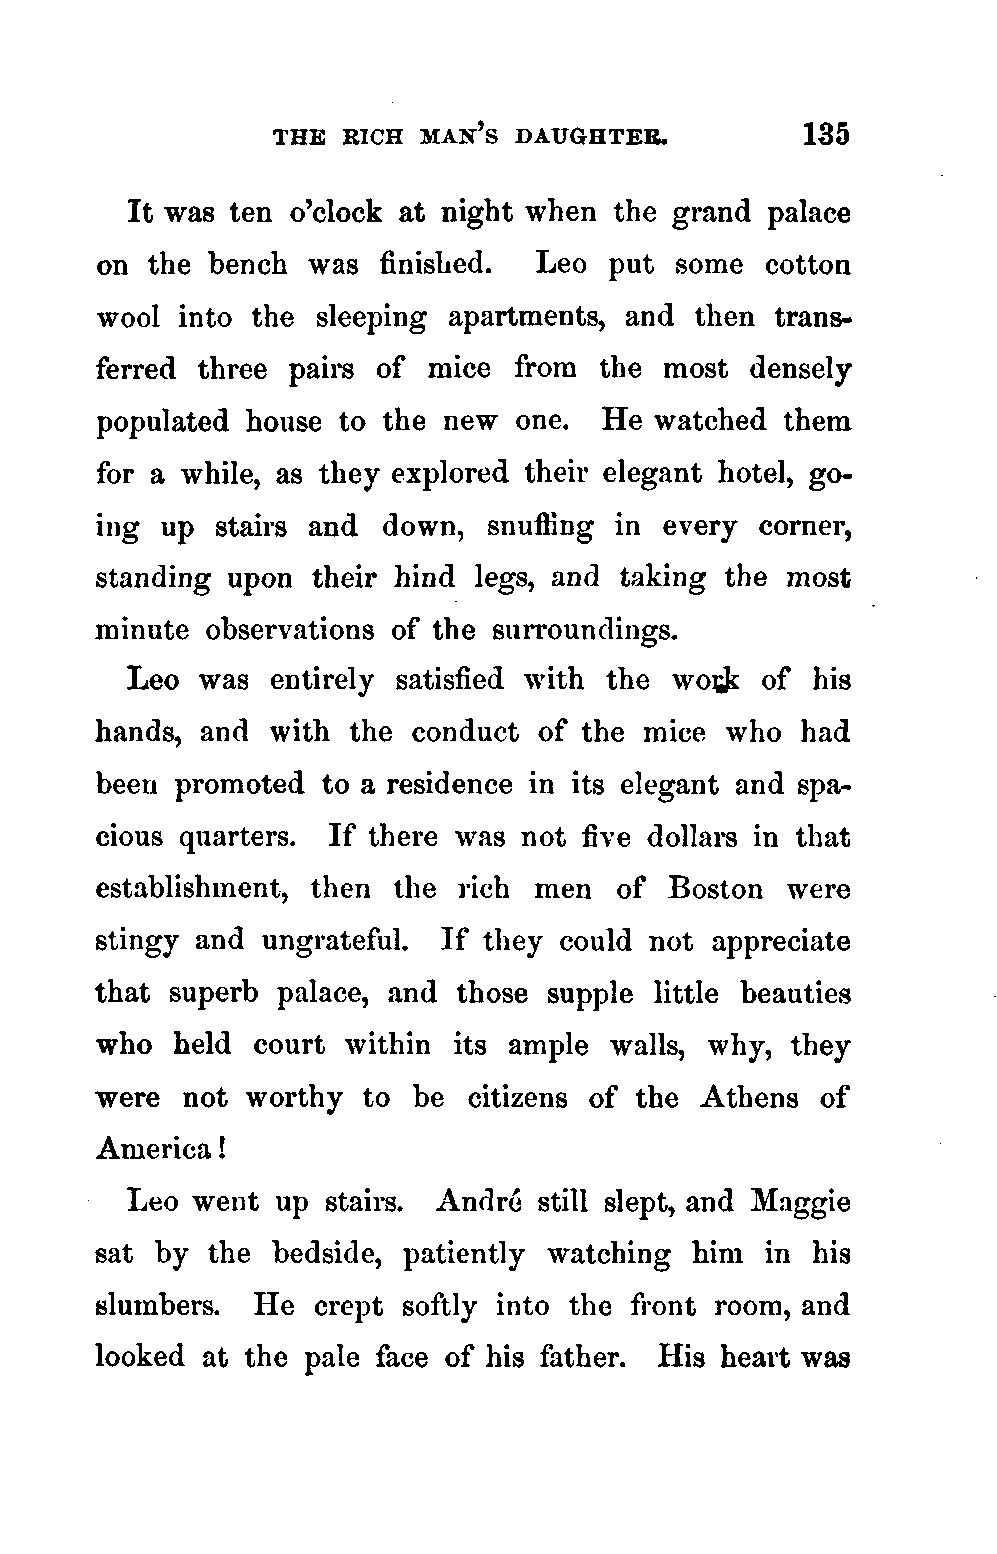 THE RICH MAN'S DAUGHTER. 135
It was ten o'clock at night when the grand palace
on the bench was finished. Leo put some cotton
wool into the sleeping apartments, and then trans-
ferred three pairs of mice from the most densely
populated house to the new one. He watched them
for a while, as they explored their elegant hotel, go-
ing up stairs and down, snuffing in every corner,
standing upon their hind legs, and taking the most
minute observations of the surroundings.
Leo was entirely satisfied with the work of his
hands, and with the conduct of the mice who had
been promoted to a residence in its elegant and spa-
cious quarters. If there was not five dollars in that
establishment, then the rich men of Boston were
stingy and ungrateful. If they could not appreciate
that superb palace, and those supple little beauties
who held court within its ample walls, why, they
were not worthy to be citizens of the Athens of
America!
Leo went up stairs. André still slept, and Maggie
sat by the bedside, patiently watching him in his
slumbers. He crept softly into the front room, and
looked at the pale face of his father. His heart was